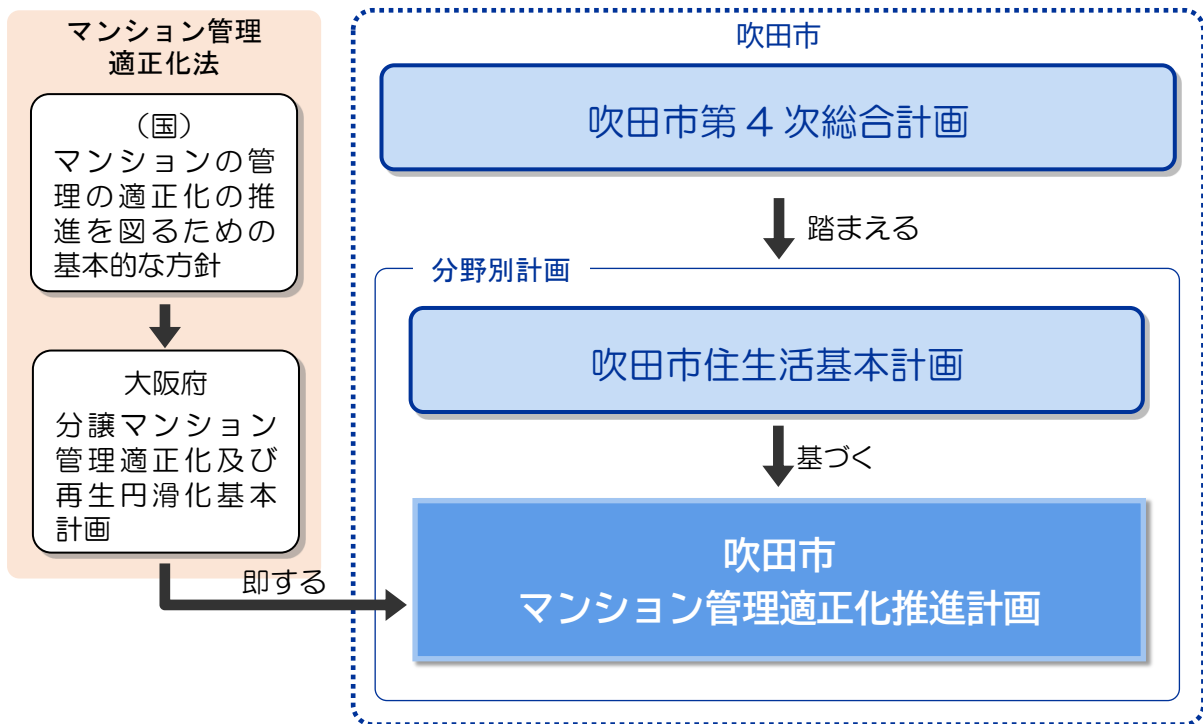 マンション管理
適正化法
（国）
マンションの管
理の適正化の推
進を図るための
基本的な方針
大阪府
分譲マンション
管理適正化及び
再生円滑化基本
計画
即する
吹田市
吹田市第４次総合計画
踏まえる
分野別計画
吹田市住生活基本計画
基づく
吹田市
マンション管理適正化推進計画